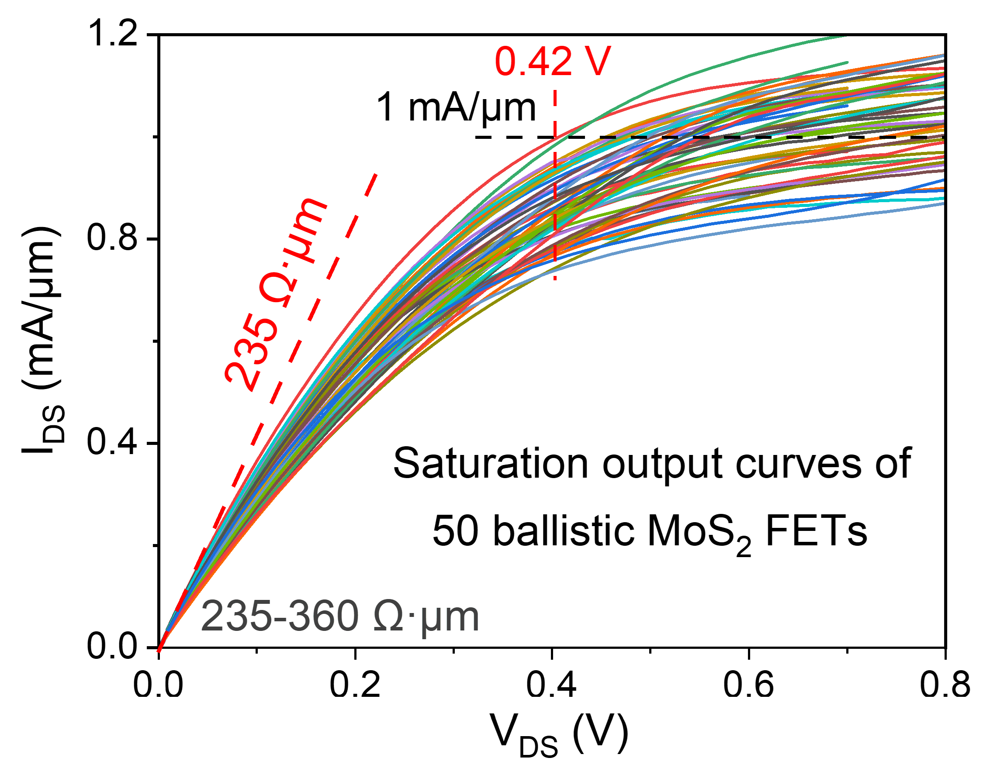 1.2
0.8
0.4
0.0
I_DS (mA/μm)
0.42 V
1 mA/μm
235 Ω·μm
Saturation output curves of
50 ballistic MoS₂ FETs
235-360 Ω·μm
0.0 0.2 0.4 0.6 0.8
V_DS (V)